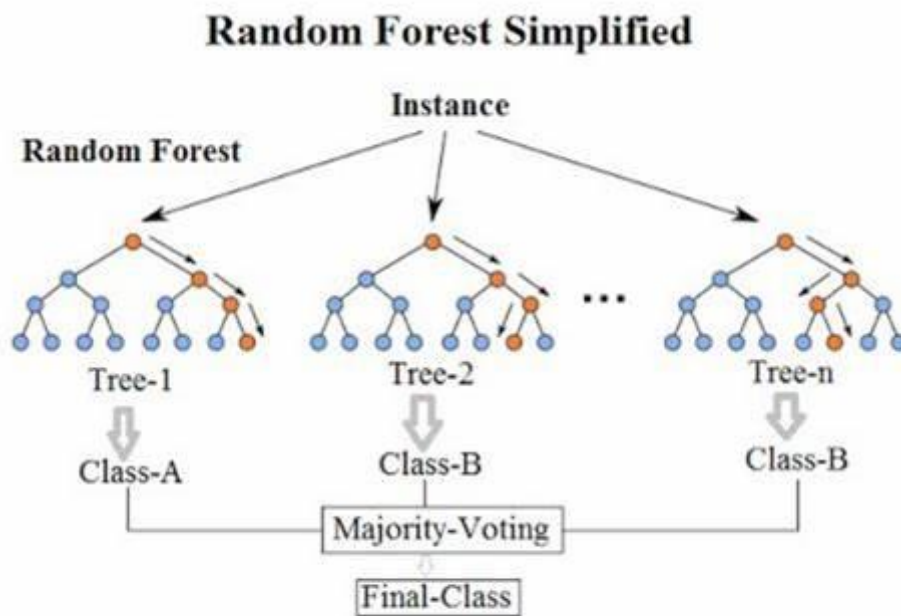 Random Forest Simplified
Instance
Random Forest
...
Tree-1
Tree-2
Tree-n
Class-A
Class-B
Class-B
Majority-Voting
Final-Class